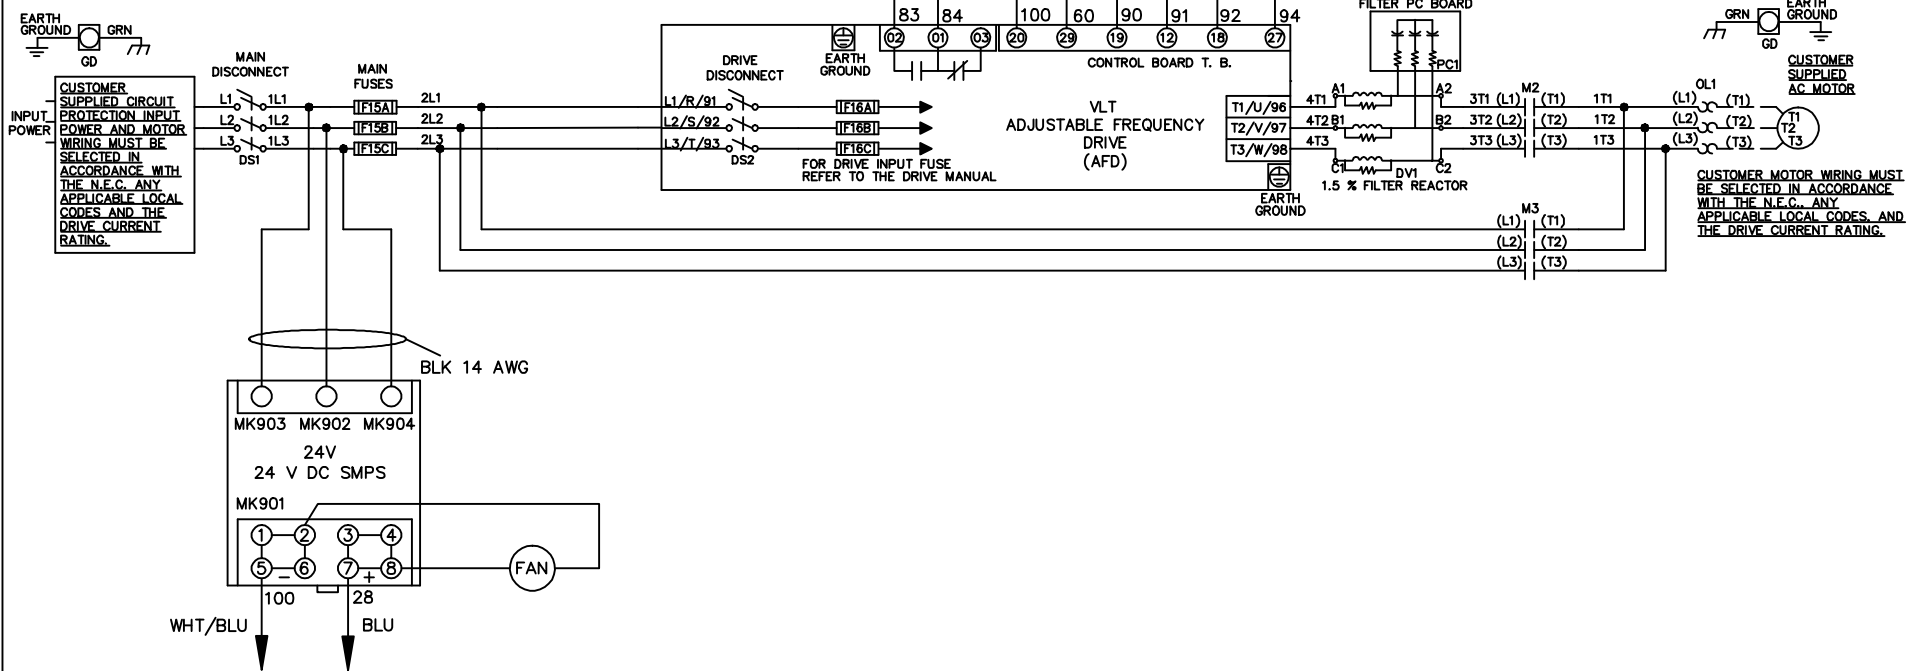 EARTH
GROUND
GRN
GD
83
84
100
60
90
91
92
94
FILTER PC BOARD
GRN
EARTH
GROUND
GD
02
01
03
20
29
19
12
18
27
CONTROL BOARD T. B.
EARTH
GROUND
PC1
CUSTOMER
SUPPLIED
AC MOTOR
INPUT
POWER
CUSTOMER
SUPPLIED CIRCUIT
PROTECTION INPUT
POWER AND MOTOR
WIRING MUST BE
SELECTED IN
ACCORDANCE WITH
THE N.E.C. ANY
APPLICABLE LOCAL
CODES AND THE
DRIVE CURRENT
RATING.
MAIN
DISCONNECT
L1 1L1
L2 1L2
L3 1L3
DS1
MAIN
FUSES
F15A
F15B
F15C
2L1
2L2
2L3
DRIVE
DISCONNECT
L1/R/91
L2/S/92
L3/T/93
DS2
F16A
F16B
F16C
FOR DRIVE INPUT FUSE
REFER TO THE DRIVE MANUAL
VLT
ADJUSTABLE FREQUENCY
DRIVE
(AFD)
T1/U/96
T2/V/97
T3/W/98
EARTH
GROUND
4T1
4T2
4T3
A1
B1
C1
A2
B2
C2
DV1
1.5 % FILTER REACTOR
M2
3T1 (L1) (T1) 1T1
3T2 (L2) (T2) 1T2
3T3 (L3) (T3) 1T3
OL1
(L1) (T1)
(L2) (T2)
(L3) (T3)
T1
T2
T3
CUSTOMER MOTOR WIRING MUST
BE SELECTED IN ACCORDANCE
WITH THE N.E.C., ANY
APPLICABLE LOCAL CODES, AND
THE DRIVE CURRENT RATING.
M3
(L1) (T1)
(L2) (T2)
(L3) (T3)
BLK 14 AWG
MK903 MK902 MK904
24V
24 V DC SMPS
MK901
1 2 3 4
5 6 7 8
- +
FAN
100
28
WHT/BLU
BLU